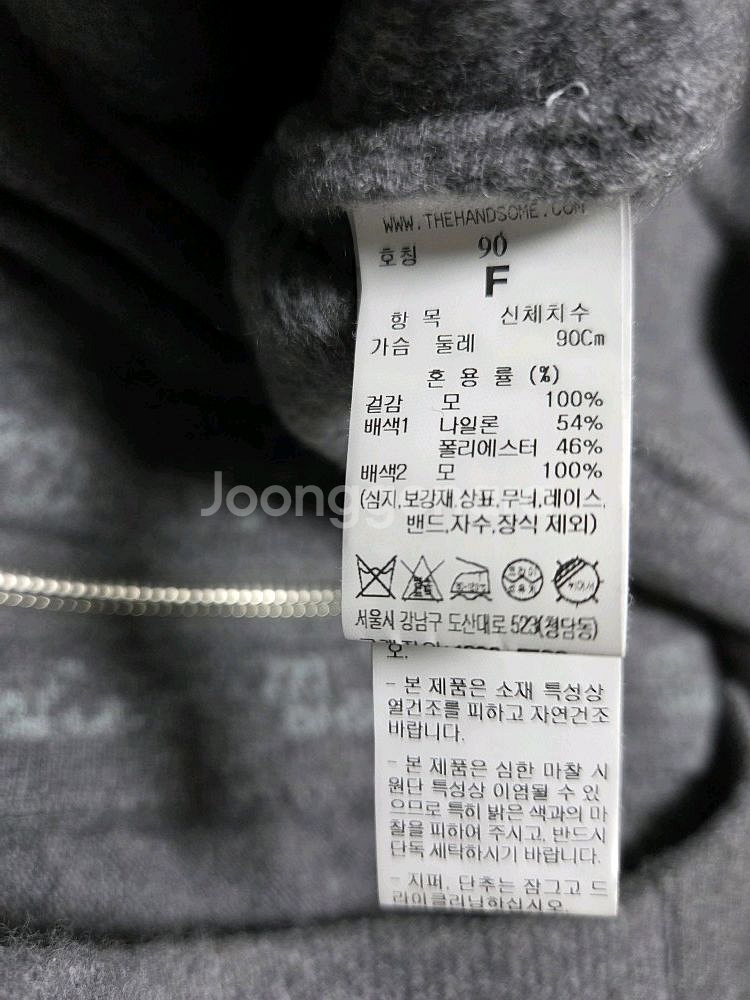 WWW.THEHANDSOME.COM
호칭 90
F
항 목 신체치수
가슴 둘레 90Cm
혼 용 률 (%)
겉감 모 100%
배색1 나일론 54%
폴리에스터 46%
배색2 모 100%
Joongg
(심지,보강재,상표,무늬,레이스,
밴드,자수,장식 제외)
서울시 강남구 도산대로 523(청담동)
오.
- 본 제품은 소재 특성상
열건조를 피하고 자연건조
바랍니다.
- 본 제품은 심한 마찰 시
원단 특성상 이염될 수 있
으므로 특히 밝은 색과의 마
찰을 피하여 주시고, 반드시
단독 세탁하시기 바랍니다.
- 지퍼, 단추는 잠그고 드
라이클리닝하십시오.